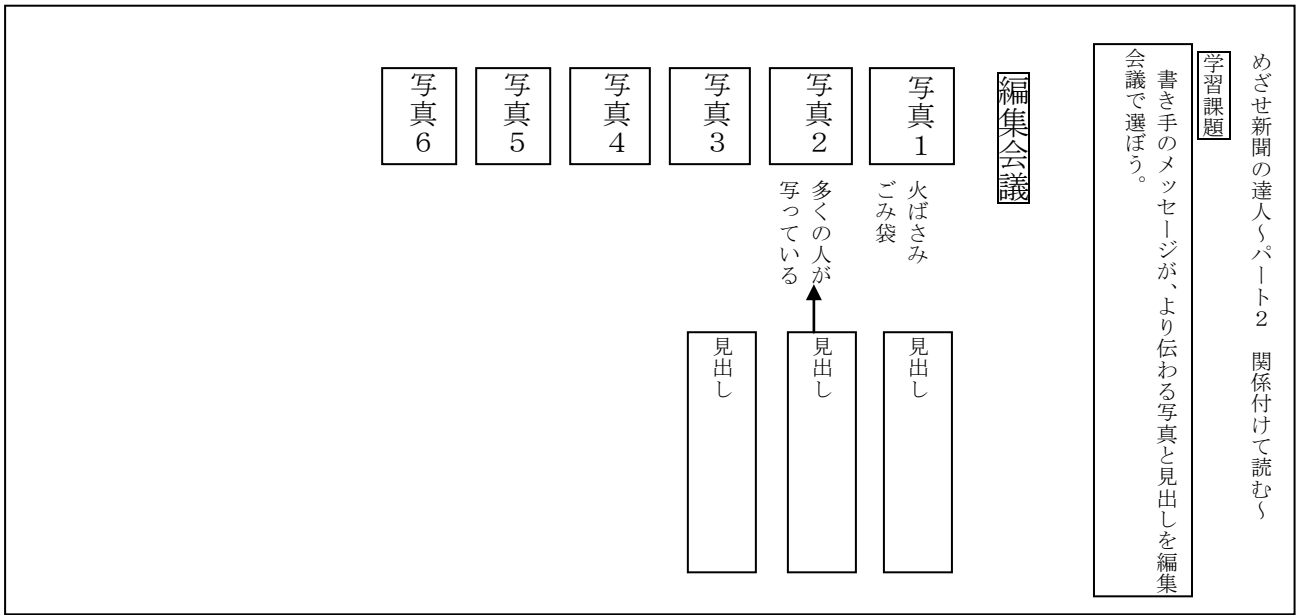 めざせ新聞の達人～パート２　関係付けて読む～
学習課題
書き手のメッセージが、より伝わる写真と見出しを編集
会議で選ぼう。
編集会議
写真１
火ばさみ
ごみ袋
見出し
写真２
多くの人が
写っている
見出し
写真３
見出し
写真４
写真５
写真６